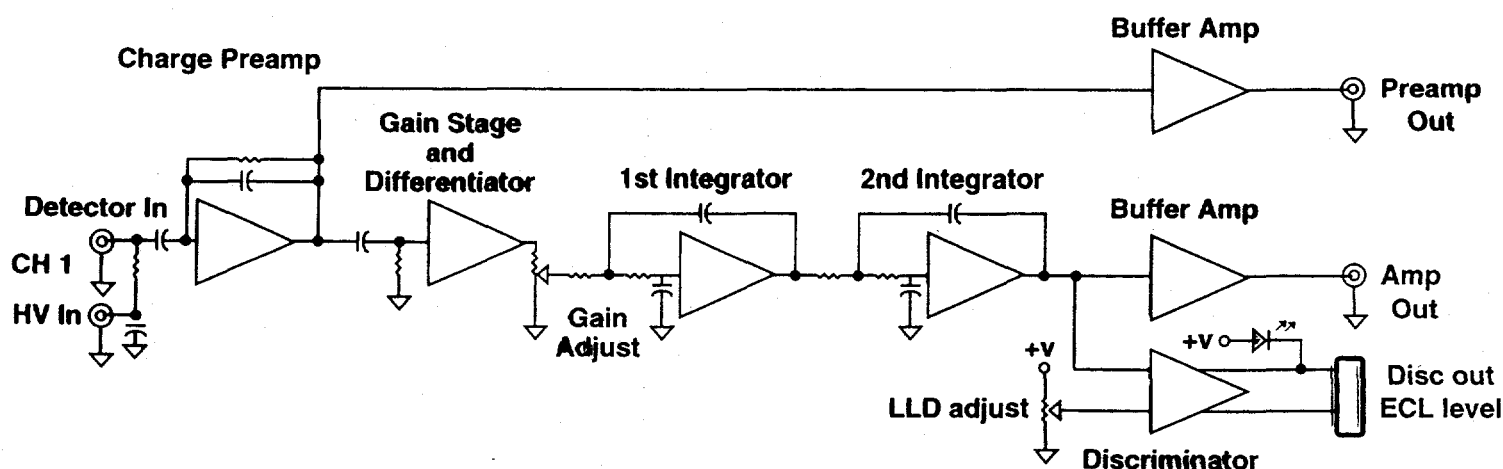 Buffer Amp
Charge Preamp
Preamp
Out
Gain Stage
and
Differentiator
1st Integrator
2nd Integrator
Detector In
Buffer Amp
CH 1
Amp
Out
HV In
Gain
Adjust
+V
+V
Disc out
ECL level
LLD adjust
Discriminator